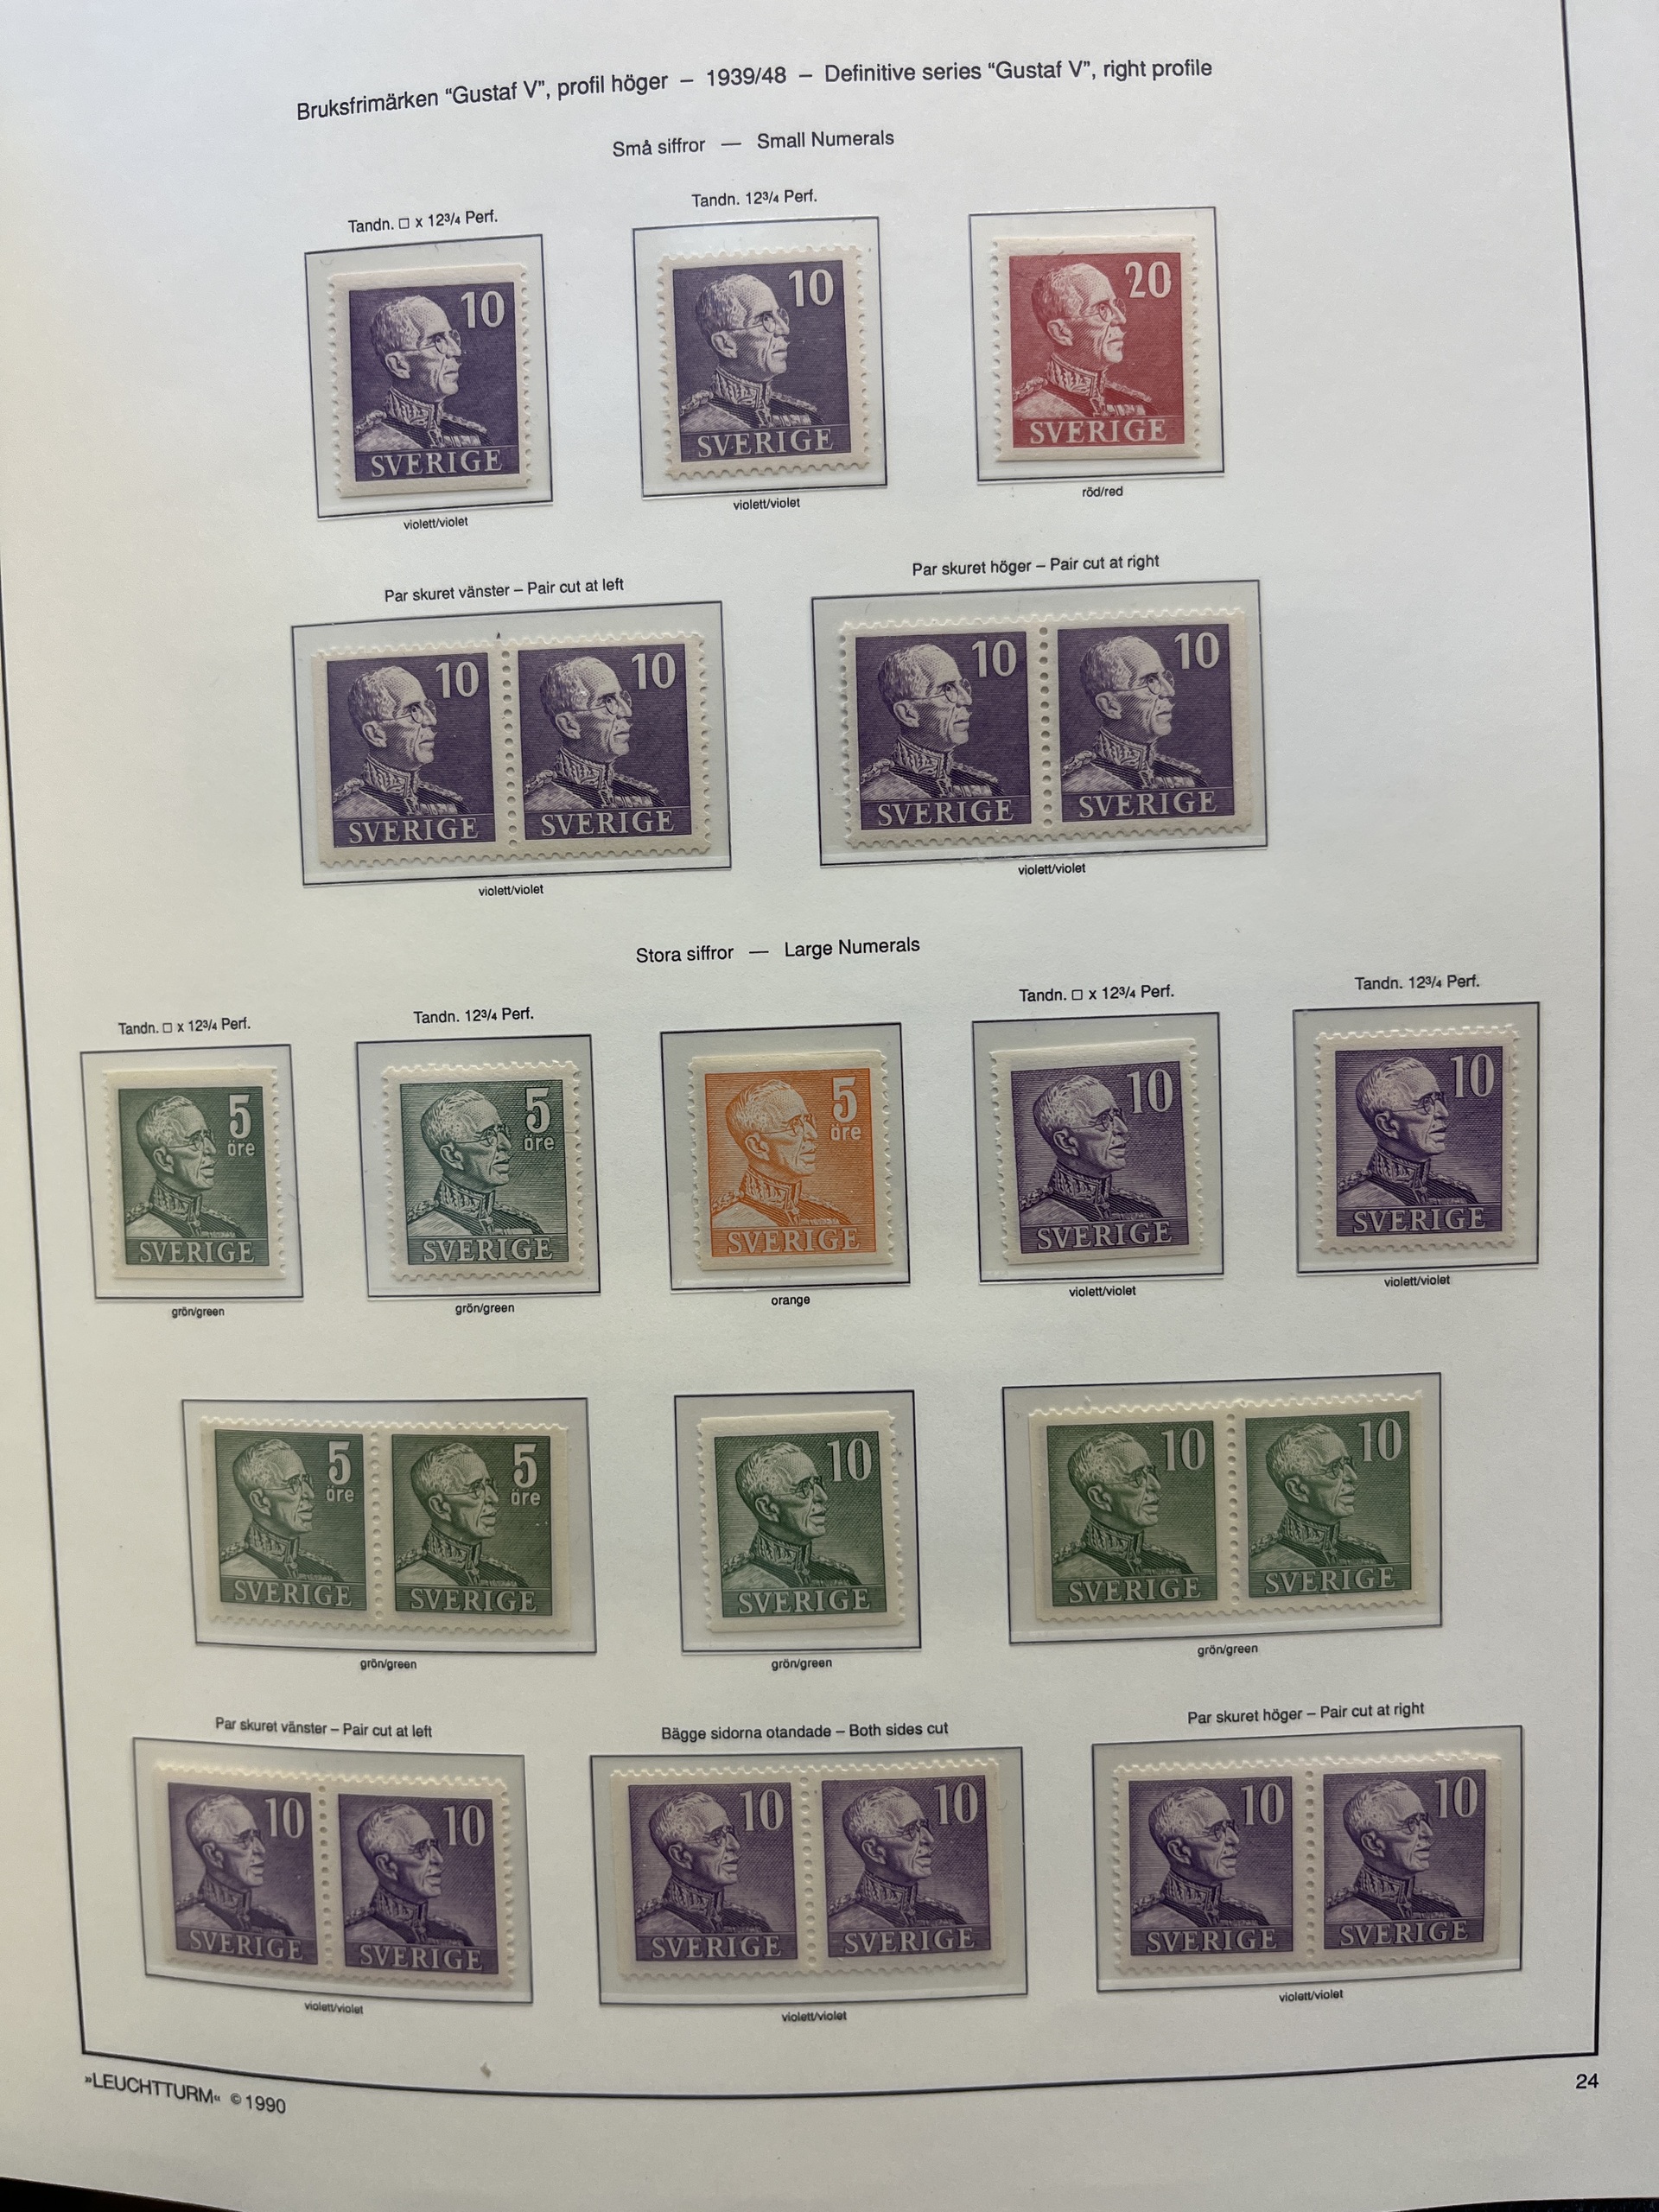 Bruksfrimärken “Gustaf V”, profil höger – 1939/48 – Definitive series “Gustaf V”, right profile
Små siffror — Small Numerals
Tandn. □ x 12¾ Perf.
Tandn. 12¾ Perf.
10
SVERIGE
10
SVERIGE
20
SVERIGE
violett/violet
violett/violet
röd/red
Par skuret vänster – Pair cut at left
Par skuret höger – Pair cut at right
10
SVERIGE
10
SVERIGE
10
SVERIGE
10
SVERIGE
violett/violet
violett/violet
Stora siffror — Large Numerals
Tandn. □ x 12¾ Perf.
Tandn. 12¾ Perf.
Tandn. □ x 12¾ Perf.
Tandn. 12¾ Perf.
5
öre
SVERIGE
5
öre
SVERIGE
5
öre
SVERIGE
10
SVERIGE
10
SVERIGE
grön/green
grön/green
orange
violett/violet
violett/violet
5
öre
SVERIGE
5
öre
SVERIGE
10
SVERIGE
10
SVERIGE
10
SVERIGE
grön/green
grön/green
grön/green
Par skuret vänster – Pair cut at left
Bägge sidorna otandade – Both sides cut
Par skuret höger – Pair cut at right
10
SVERIGE
10
SVERIGE
10
SVERIGE
10
SVERIGE
10
SVERIGE
10
SVERIGE
violett/violet
violett/violet
violett/violet
»LEUCHTTURM« © 1990
24